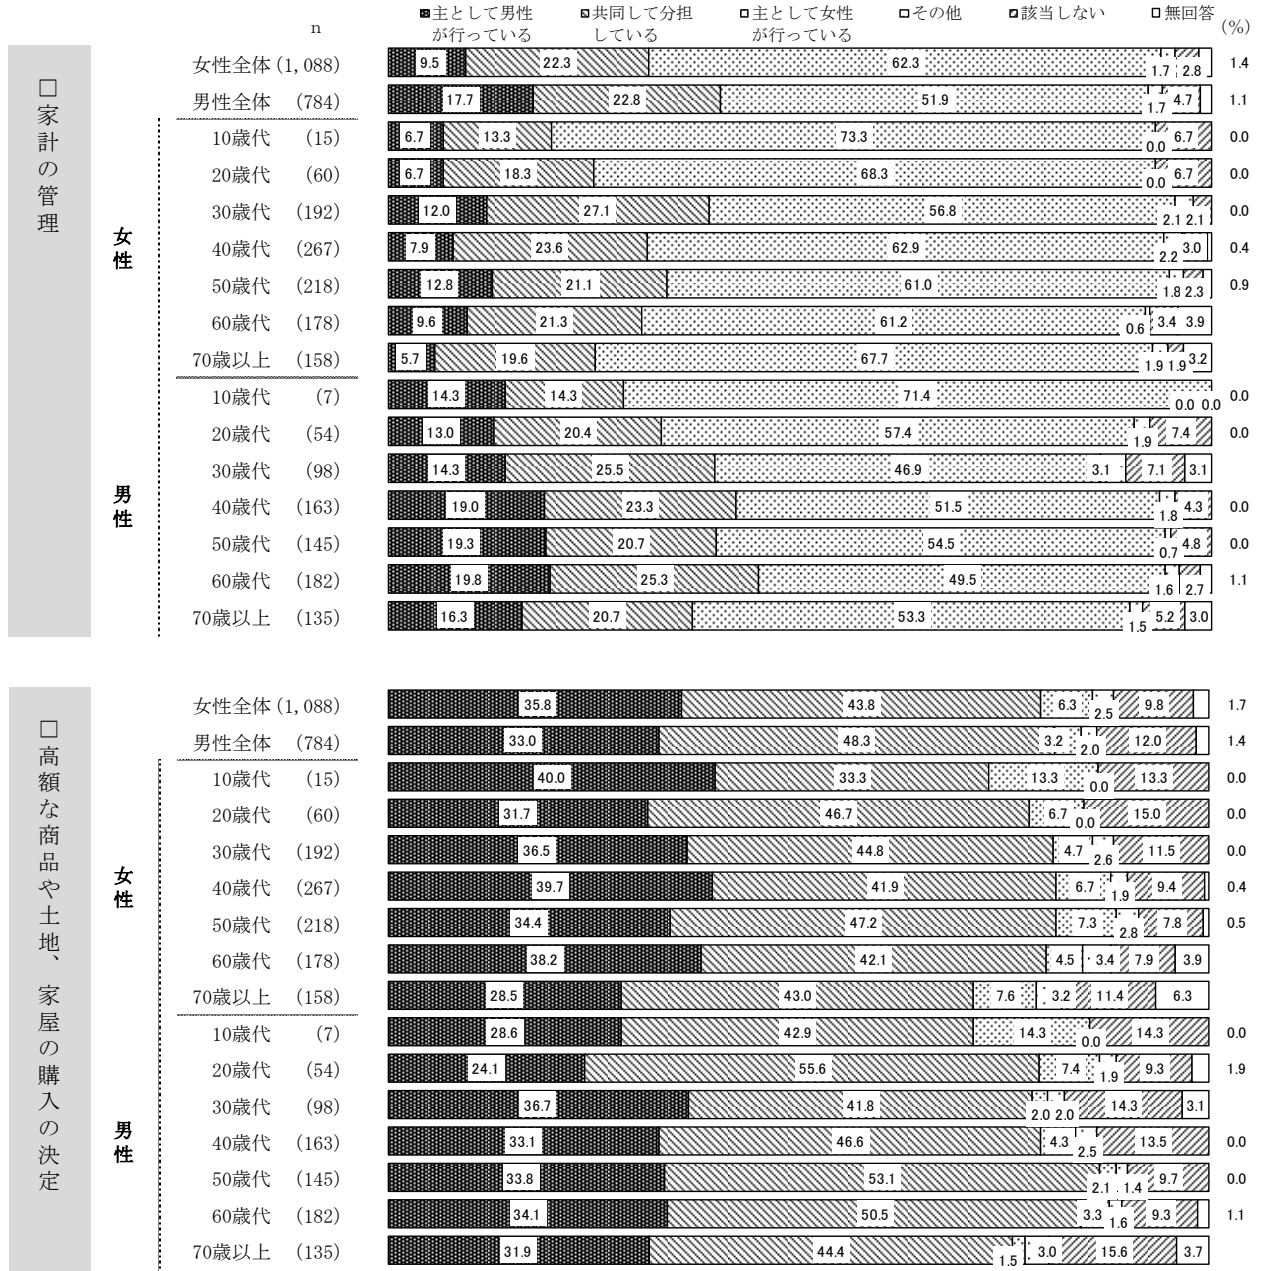 主として男性が行っている 共同して分担している 主として女性が行っている その他 該当しない 無回答
n (%)
□家計の管理
女性全体 (1,088) 9.5 22.3 62.3 1.7 2.8 1.4
男性全体 (784) 17.7 22.8 51.9 1.7 4.7 1.1
女性
10歳代 (15) 6.7 13.3 73.3 0.0 6.7 0.0
20歳代 (60) 6.7 18.3 68.3 0.0 6.7 0.0
30歳代 (192) 12.0 27.1 56.8 2.1 2.1 0.0
40歳代 (267) 7.9 23.6 62.9 2.2 3.0 0.4
50歳代 (218) 12.8 21.1 61.0 1.8 2.3 0.9
60歳代 (178) 9.6 21.3 61.2 0.6 3.4 3.9
70歳以上 (158) 5.7 19.6 67.7 1.9 1.9 3.2
男性
10歳代 (7) 14.3 14.3 71.4 0.0 0.0 0.0
20歳代 (54) 13.0 20.4 57.4 1.9 7.4 0.0
30歳代 (98) 14.3 25.5 46.9 3.1 7.1 3.1
40歳代 (163) 19.0 23.3 51.5 1.8 4.3 0.0
50歳代 (145) 19.3 20.7 54.5 0.7 4.8 0.0
60歳代 (182) 19.8 25.3 49.5 1.6 2.7 1.1
70歳以上 (135) 16.3 20.7 53.3 1.5 5.2 3.0
□高額な商品や土地、家屋の購入の決定
女性全体 (1,088) 35.8 43.8 6.3 2.5 9.8 1.7
男性全体 (784) 33.0 48.3 3.2 2.0 12.0 1.4
女性
10歳代 (15) 40.0 33.3 13.3 0.0 13.3 0.0
20歳代 (60) 31.7 46.7 6.7 0.0 15.0 0.0
30歳代 (192) 36.5 44.8 4.7 2.6 11.5 0.0
40歳代 (267) 39.7 41.9 6.7 1.9 9.4 0.4
50歳代 (218) 34.4 47.2 7.3 2.8 7.8 0.5
60歳代 (178) 38.2 42.1 4.5 3.4 7.9 3.9
70歳以上 (158) 28.5 43.0 7.6 3.2 11.4 6.3
男性
10歳代 (7) 28.6 42.9 14.3 0.0 14.3 0.0
20歳代 (54) 24.1 55.6 7.4 1.9 9.3 1.9
30歳代 (98) 36.7 41.8 2.0 2.0 14.3 3.1
40歳代 (163) 33.1 46.6 4.3 2.5 13.5 0.0
50歳代 (145) 33.8 53.1 2.1 1.4 9.7 0.0
60歳代 (182) 34.1 50.5 3.3 1.6 9.3 1.1
70歳以上 (135) 31.9 44.4 1.5 3.0 15.6 3.7